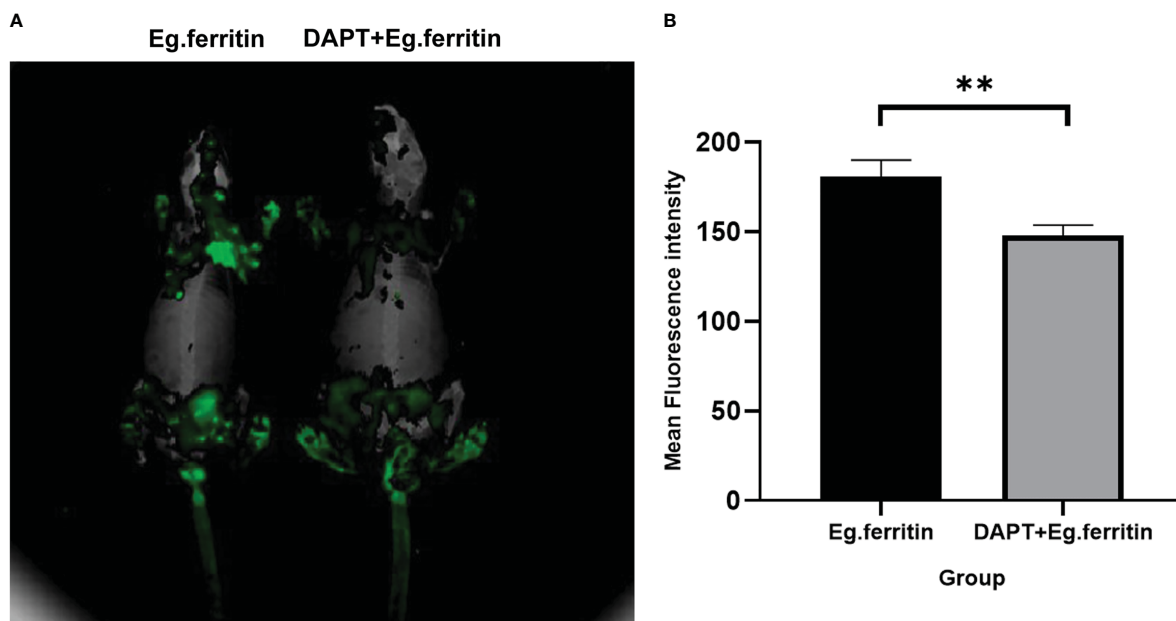 A
Eg.ferritin DAPT+Eg.ferritin
B
**
200
150
100
50
0
Mean Fluorescence intensity
Eg.ferritin DAPT+Eg.ferritin
Group